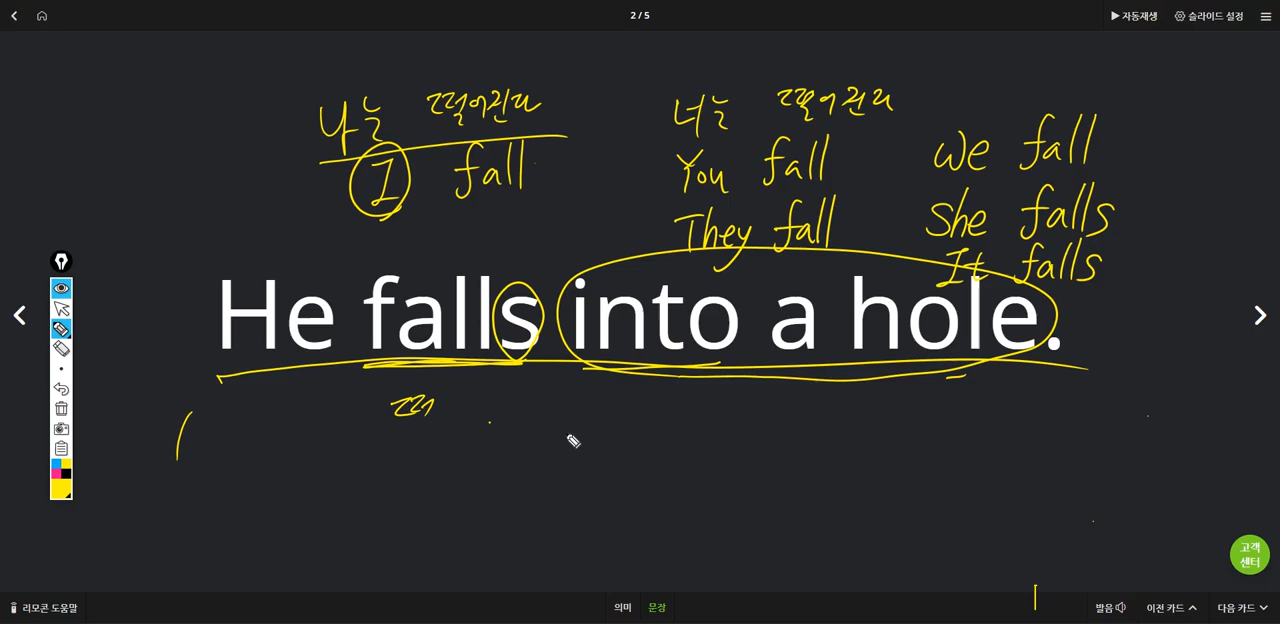 2 / 5
자동재생
슬라이드 설정
나는 떨어진다
I fall
너는 떨어진다
You fall
They fall
We fall
She falls
It falls
He falls into a hole.
고객
센터
리모콘 도움말
의미
문장
발음
이전 카드
다음 카드